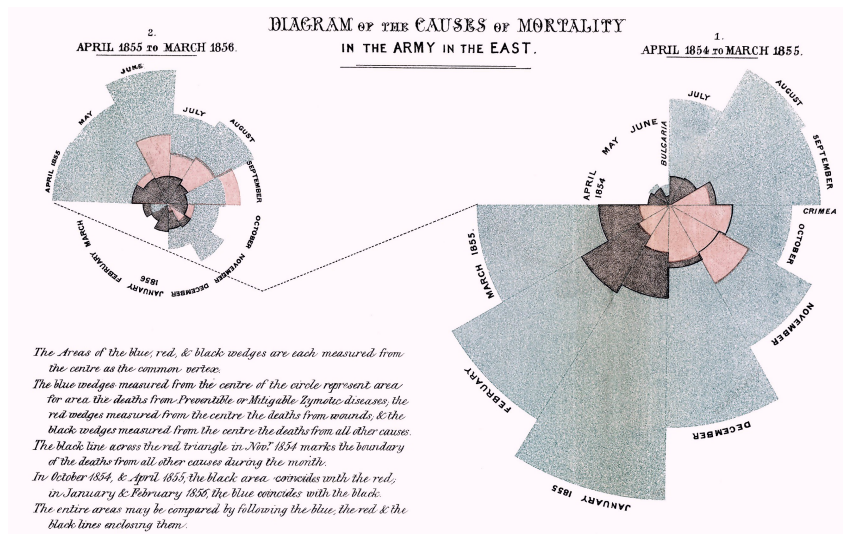 DIAGRAM OF THE CAUSES OF MORTALITY
IN THE ARMY IN THE EAST.
2.
APRIL 1855 TO MARCH 1856.
1.
APRIL 1854 TO MARCH 1855.
APRIL 1855
MAY
JUNE
JULY
AUGUST
SEPTEMBER
OCTOBER
NOVEMBER
DECEMBER
JANUARY
1856
FEBRUARY
MARCH
APRIL
1854
MAY
JUNE
BULGARIA
JULY
AUGUST
SEPTEMBER
CRIMEA
OCTOBER
NOVEMBER
DECEMBER
JANUARY 1855
FEBRUARY
MARCH 1855.
The Areas of the blue, red, & black wedges are each measured from
the centre as the common vertex.
The blue wedges measured from the centre of the circle represent area
for area the deaths from Preventible or Mitigable Zymotic diseases, the
red wedges measured from the centre the deaths from wounds, & the
black wedges measured from the centre the deaths from all other causes.
The black line across the red triangle in Novr. 1854 marks the boundary
of the deaths from all other causes during the month.
In October 1854, & April 1855, the black area coincides with the red,
in January & February 1856, the blue coincides with the black.
The entire areas may be compared by following the blue, the red & the
black lines enclosing them.